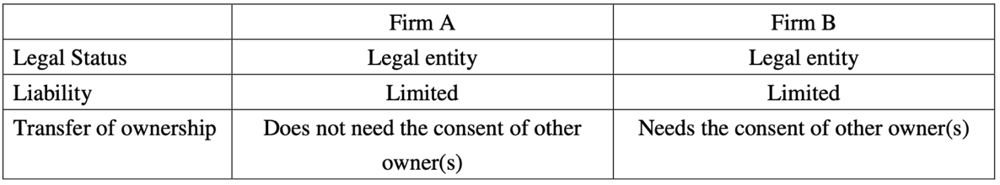 Firm A Firm B
Legal Status Legal entity Legal entity
Liability Limited Limited
Transfer of ownership Does not need the consent of other Needs the consent of other owner(s)
owner(s)